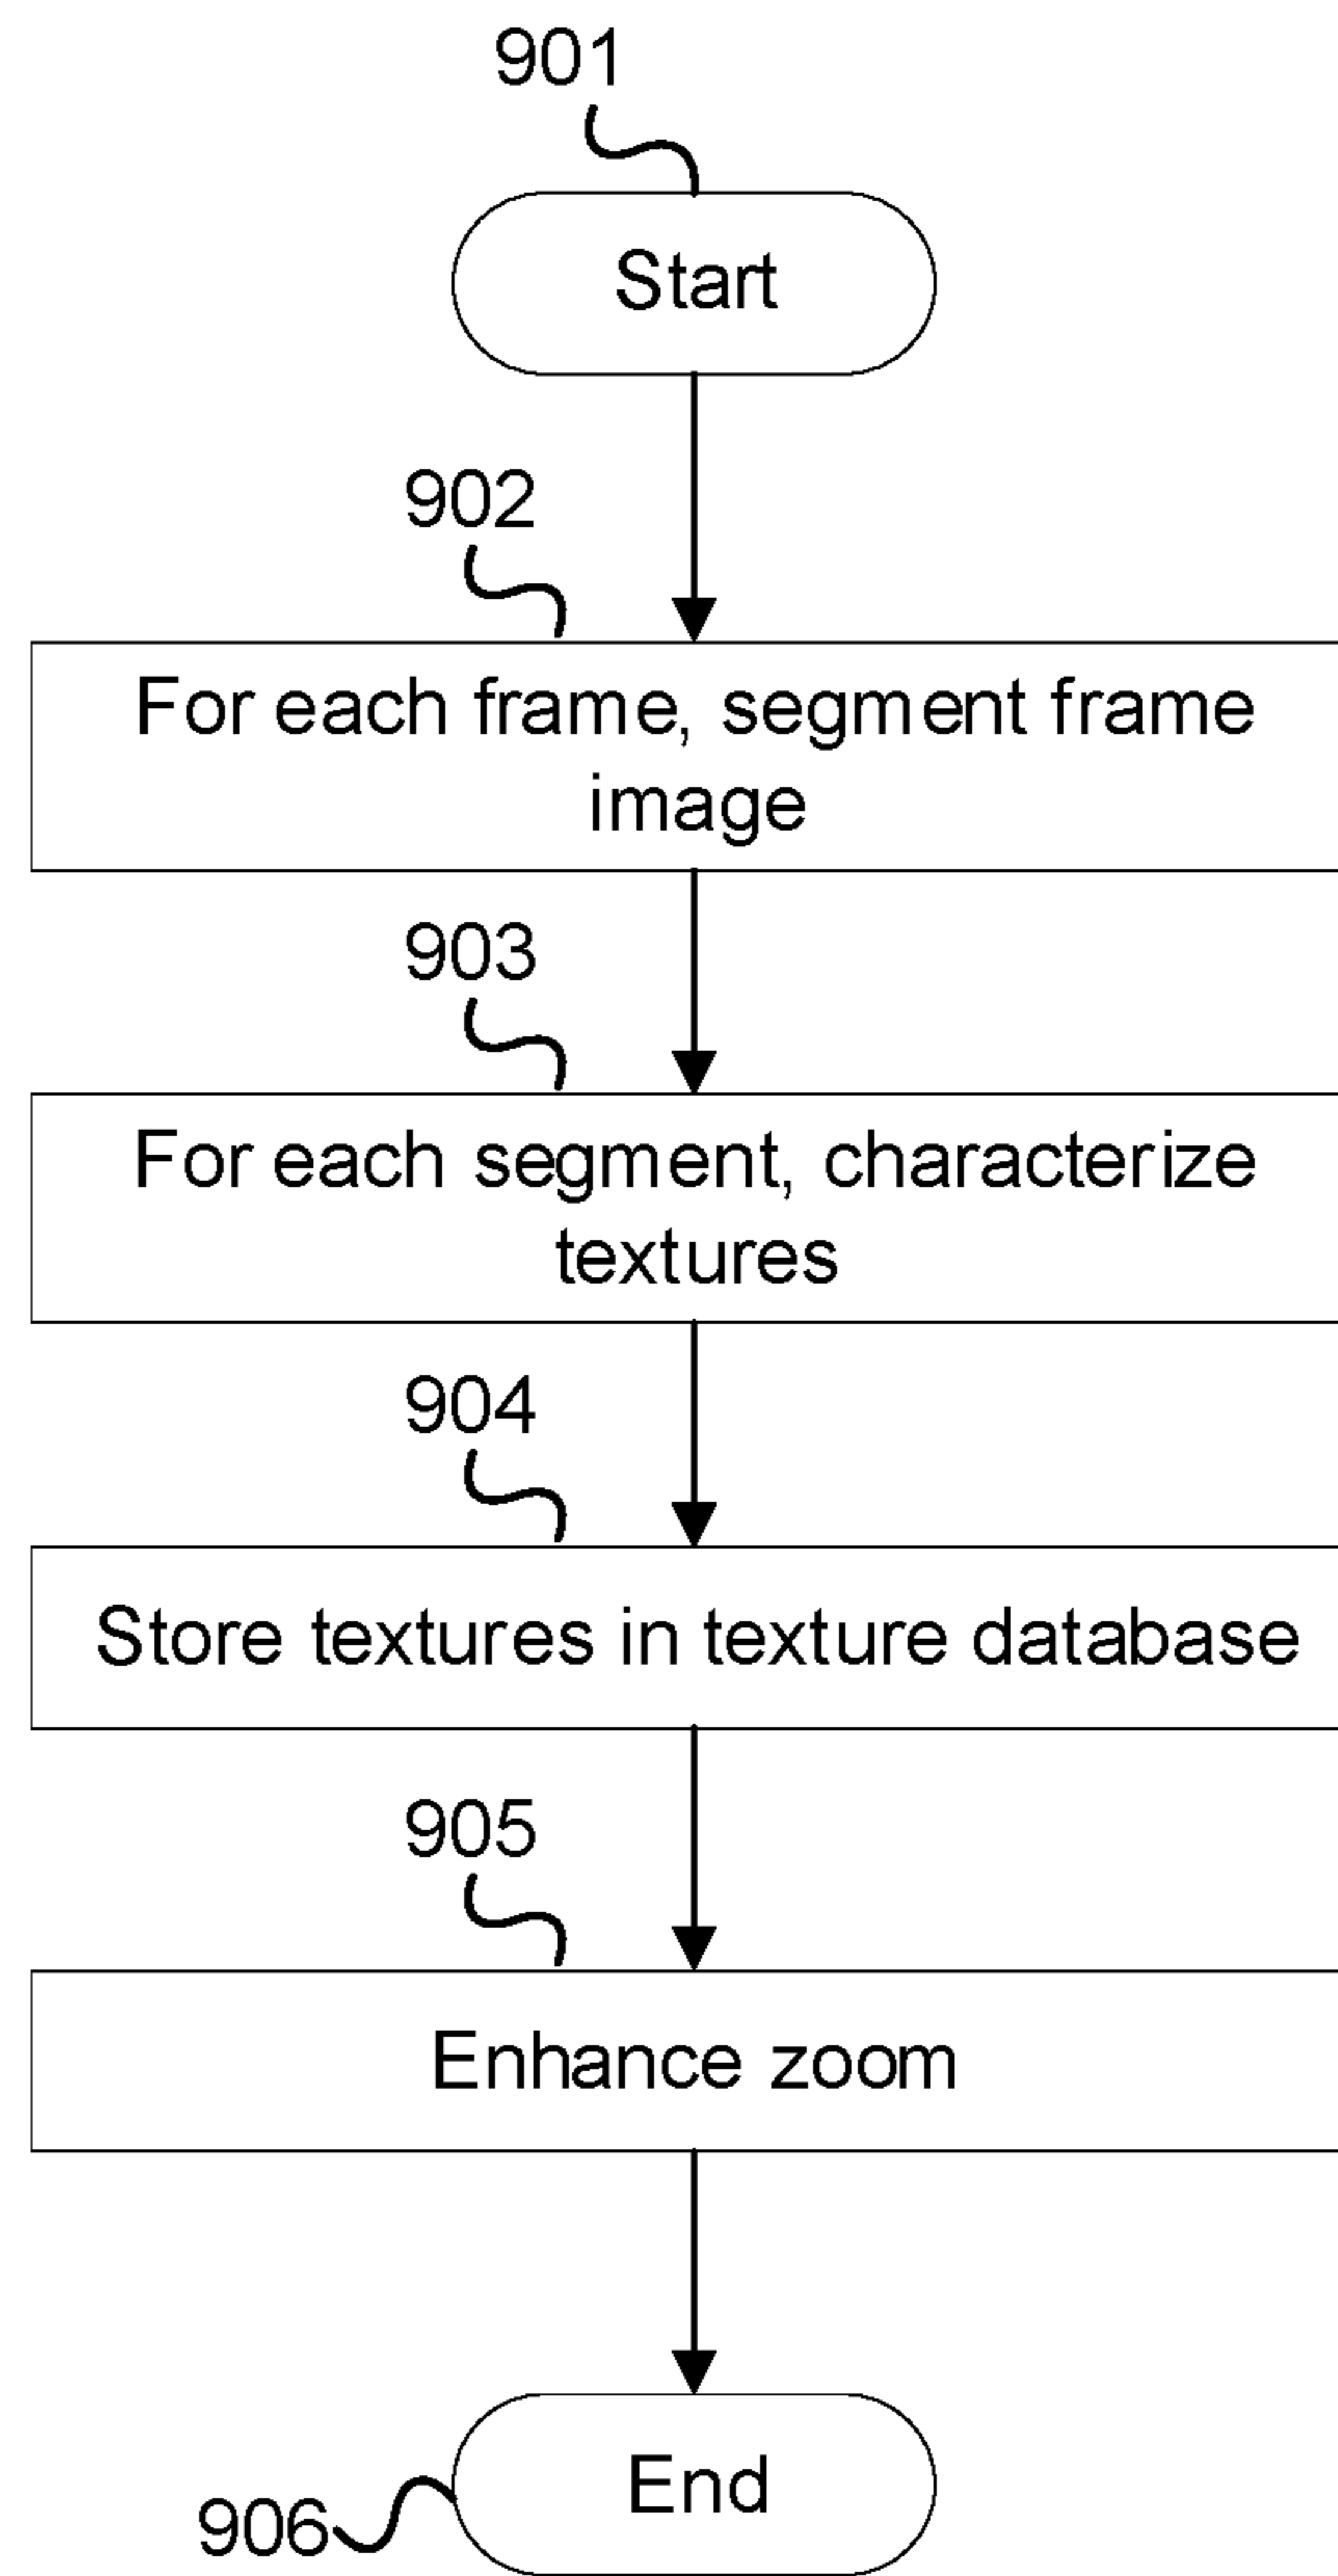 901
Start
902
For each frame, segment frame
image
903
For each segment, characterize
textures
904
Store textures in texture database
905
Enhance zoom
End
906